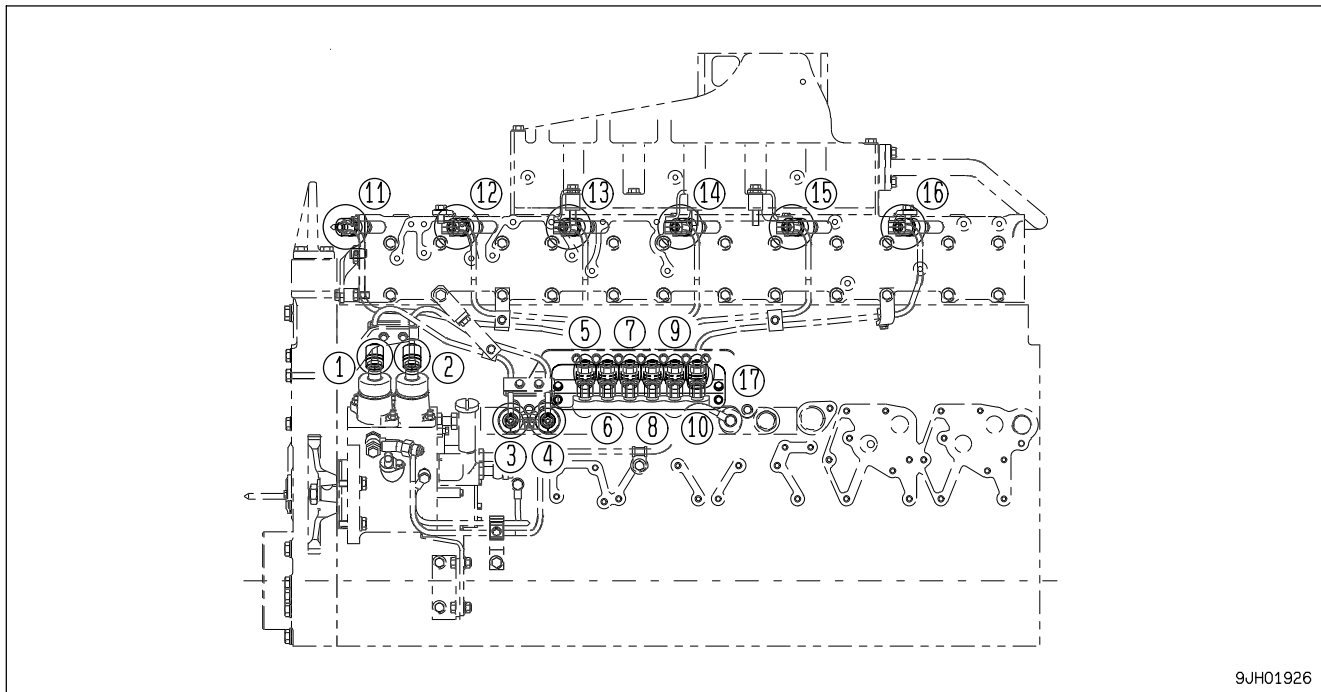 ⑪ ⑫ ⑬ ⑭ ⑮ ⑯
⑤ ⑦ ⑨
① ② ⑰
⑥ ⑧ ⑩
③ ④
9JH01926